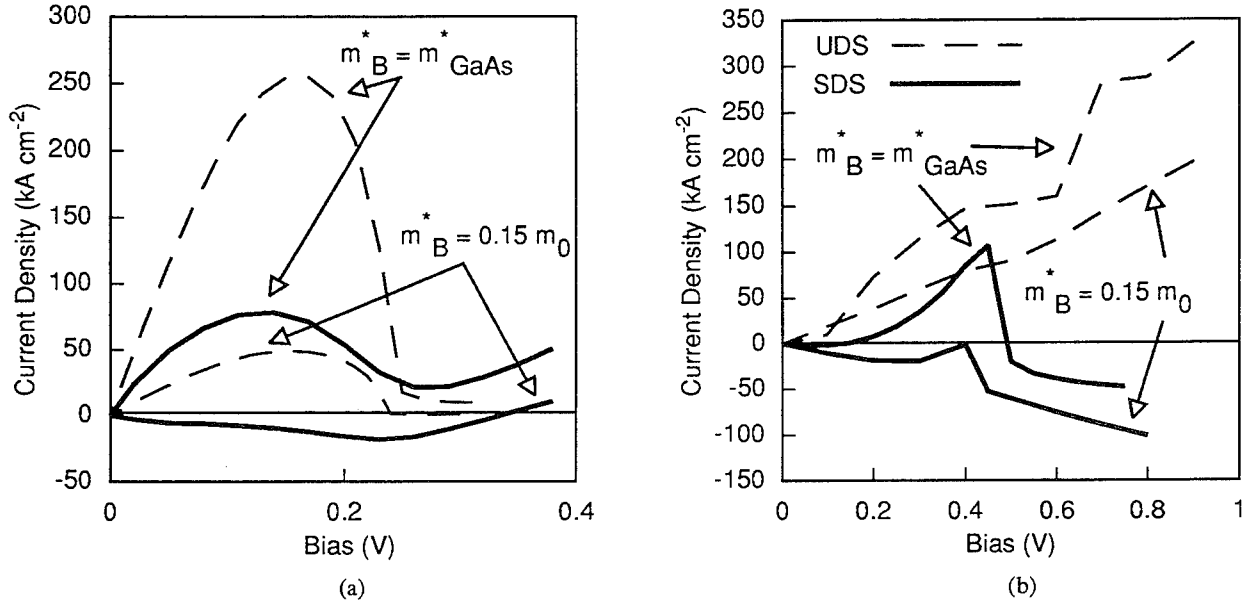 300
250
200
150
100
50
0
-50
0
0.2
0.4
Current Density (kA cm-2)
Bias (V)
m*B = m*GaAs
m*B = 0.15 m0
(a)
350
300
250
200
150
100
50
0
-50
-100
-150
0
0.2
0.4
0.6
0.8
1
Current Density (kA cm-2)
Bias (V)
UDS
SDS
m*B = m*GaAs
m*B = 0.15 m0
(b)